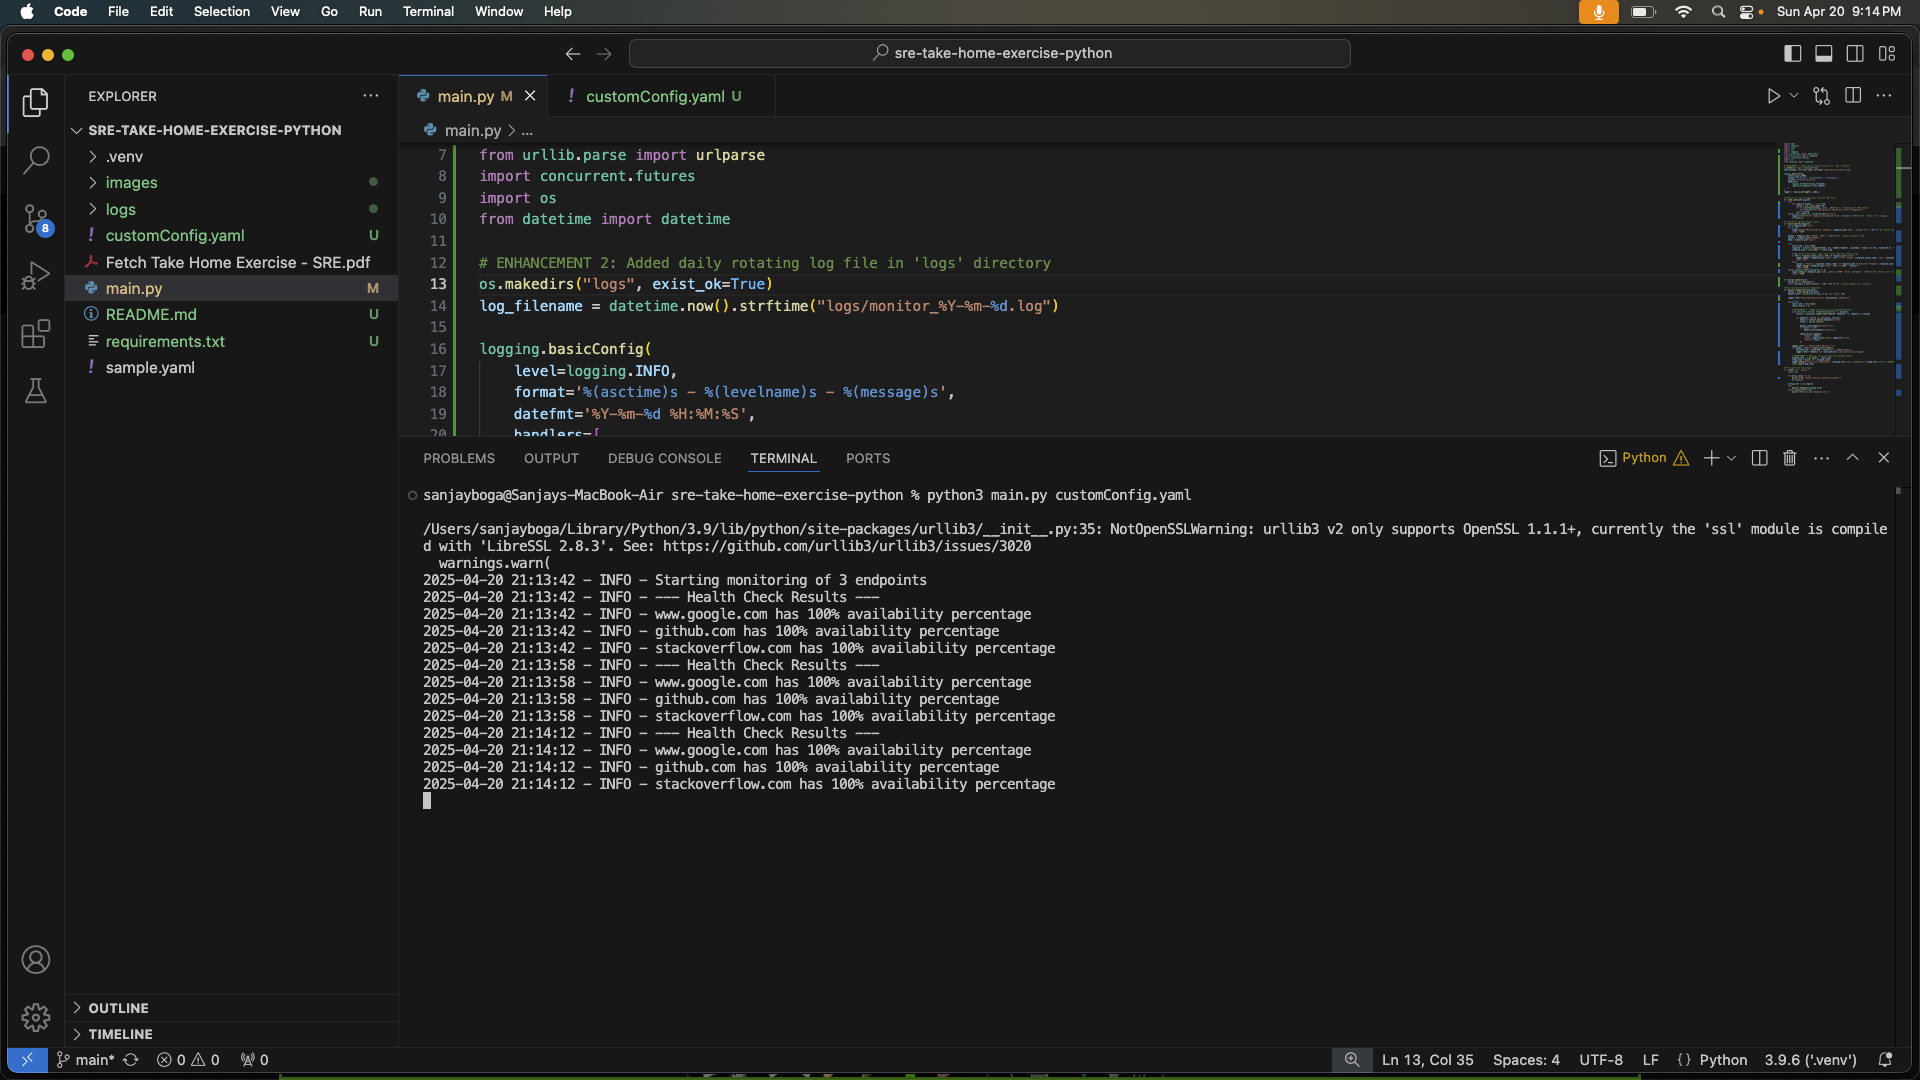 Code File Edit Selection View Go Run Terminal Window Help
Sun Apr 20 9:14 PM
sre-take-home-exercise-python
EXPLORER
SRE-TAKE-HOME-EXERCISE-PYTHON
.venv
images
logs
customConfig.yaml U
Fetch Take Home Exercise - SRE.pdf
main.py M
README.md U
requirements.txt U
sample.yaml
OUTLINE
TIMELINE
8
main.py M
customConfig.yaml U
main.py > ...
7 from urllib.parse import urlparse
8 import concurrent.futures
9 import os
10 from datetime import datetime
11
12 # ENHANCEMENT 2: Added daily rotating log file in 'logs' directory
13 os.makedirs("logs", exist_ok=True)
14 log_filename = datetime.now().strftime("logs/monitor_%Y-%m-%d.log")
15
16 logging.basicConfig(
17 level=logging.INFO,
18 format='%(asctime)s - %(levelname)s - %(message)s',
19 datefmt='%Y-%m-%d %H:%M:%S',
20 handlers=[
PROBLEMS OUTPUT DEBUG CONSOLE TERMINAL PORTS
Python
sanjayboga@Sanjays-MacBook-Air sre-take-home-exercise-python % python3 main.py customConfig.yaml
/Users/sanjayboga/Library/Python/3.9/lib/python/site-packages/urllib3/__init__.py:35: NotOpenSSLWarning: urllib3 v2 only supports OpenSSL 1.1.1+, currently the 'ssl' module is compile
d with 'LibreSSL 2.8.3'. See: https://github.com/urllib3/urllib3/issues/3020
warnings.warn(
2025-04-20 21:13:42 - INFO - Starting monitoring of 3 endpoints
2025-04-20 21:13:42 - INFO - --- Health Check Results ---
2025-04-20 21:13:42 - INFO - www.google.com has 100% availability percentage
2025-04-20 21:13:42 - INFO - github.com has 100% availability percentage
2025-04-20 21:13:42 - INFO - stackoverflow.com has 100% availability percentage
2025-04-20 21:13:58 - INFO - --- Health Check Results ---
2025-04-20 21:13:58 - INFO - www.google.com has 100% availability percentage
2025-04-20 21:13:58 - INFO - github.com has 100% availability percentage
2025-04-20 21:13:58 - INFO - stackoverflow.com has 100% availability percentage
2025-04-20 21:14:12 - INFO - --- Health Check Results ---
2025-04-20 21:14:12 - INFO - www.google.com has 100% availability percentage
2025-04-20 21:14:12 - INFO - github.com has 100% availability percentage
2025-04-20 21:14:12 - INFO - stackoverflow.com has 100% availability percentage
main* 0 0 0
Ln 13, Col 35 Spaces: 4 UTF-8 LF {} Python 3.9.6 ('.venv')